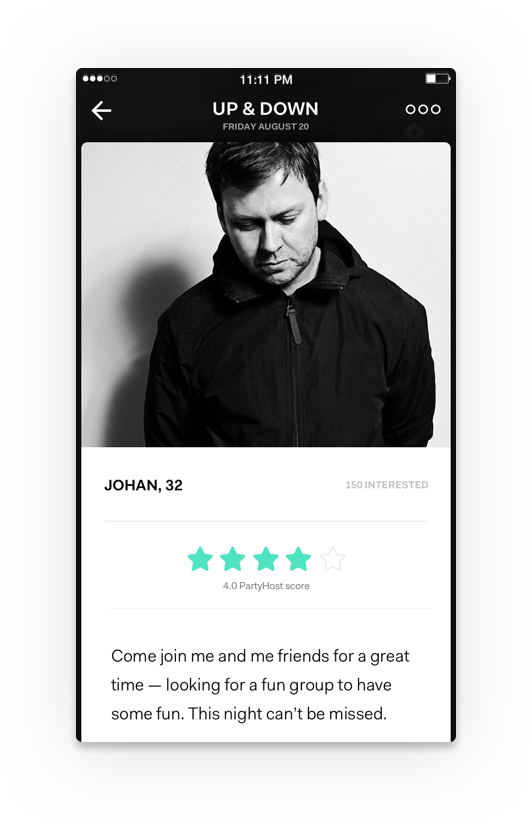 11:11 PM
UP & DOWN
FRIDAY AUGUST 20
JOHAN, 32
150 INTERESTED
4.0 PartyHost score
Come join me and me friends for a great
time — looking for a fun group to have
some fun. This night can't be missed.